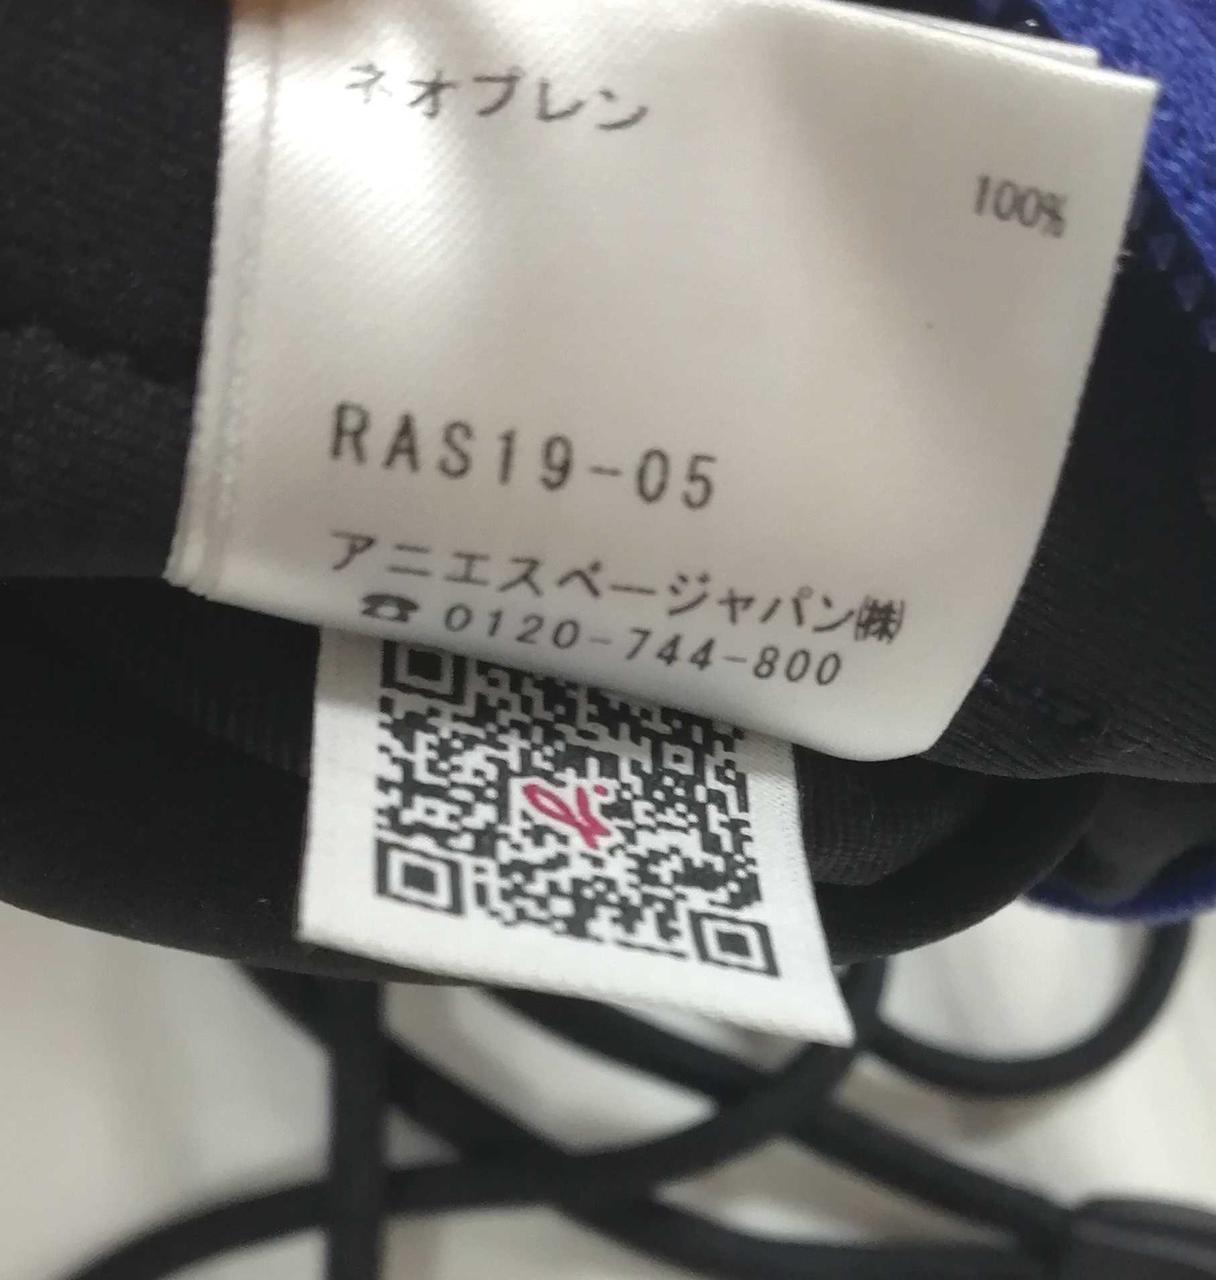 ネオプレン
100%
RAS19-05
アニエスベージャパン㈱
☎ 0120-744-800
b.